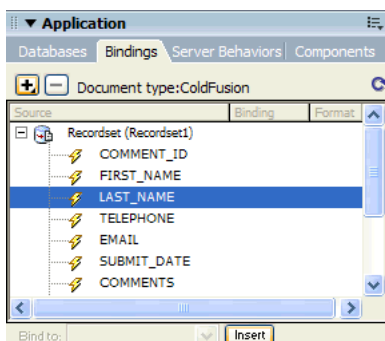 Application
Databases Bindings Server Behaviors Components
Document type:ColdFusion
Source Binding Format
Recordset (Recordset1)
COMMENT_ID
FIRST_NAME
LAST_NAME
TELEPHONE
EMAIL
SUBMIT_DATE
COMMENTS
Bind to: Insert